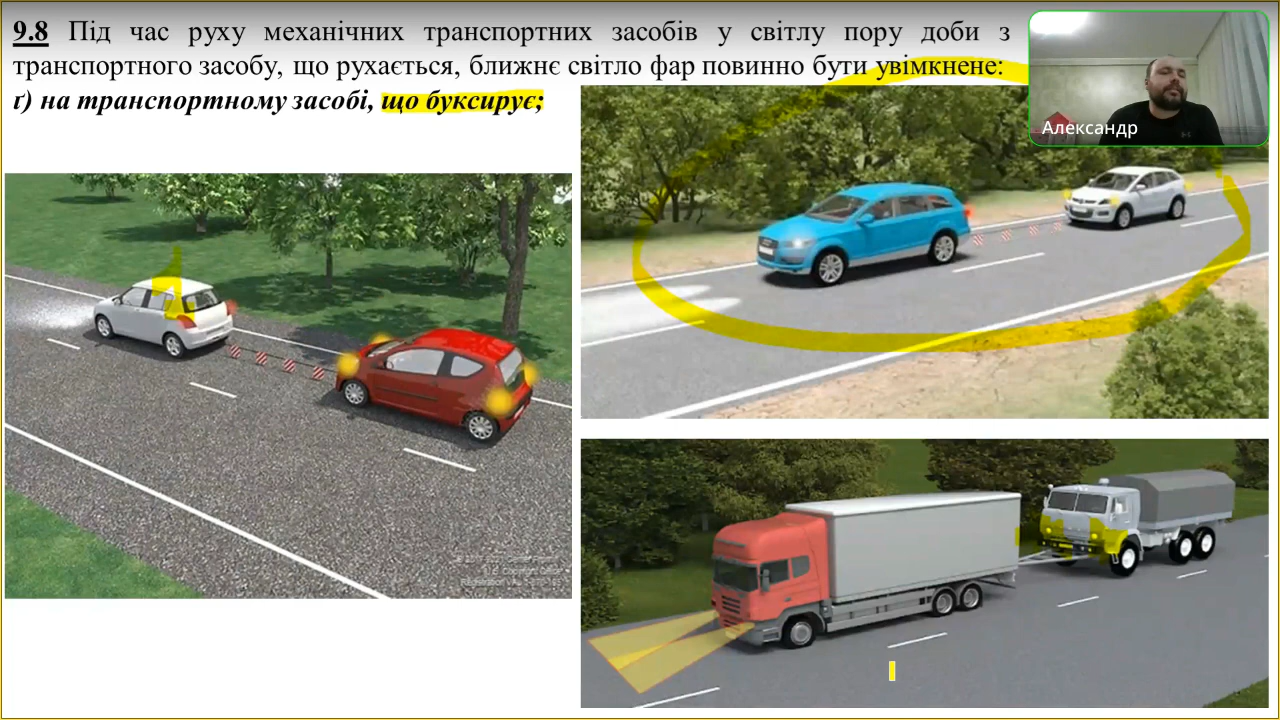 9.8 Під час руху механічних транспортних засобів у світлу пору доби з
транспортного засобу, що рухається, ближнє світло фар повинно бути увімкнене:
ґ) на транспортному засобі, що буксирує;
Александр